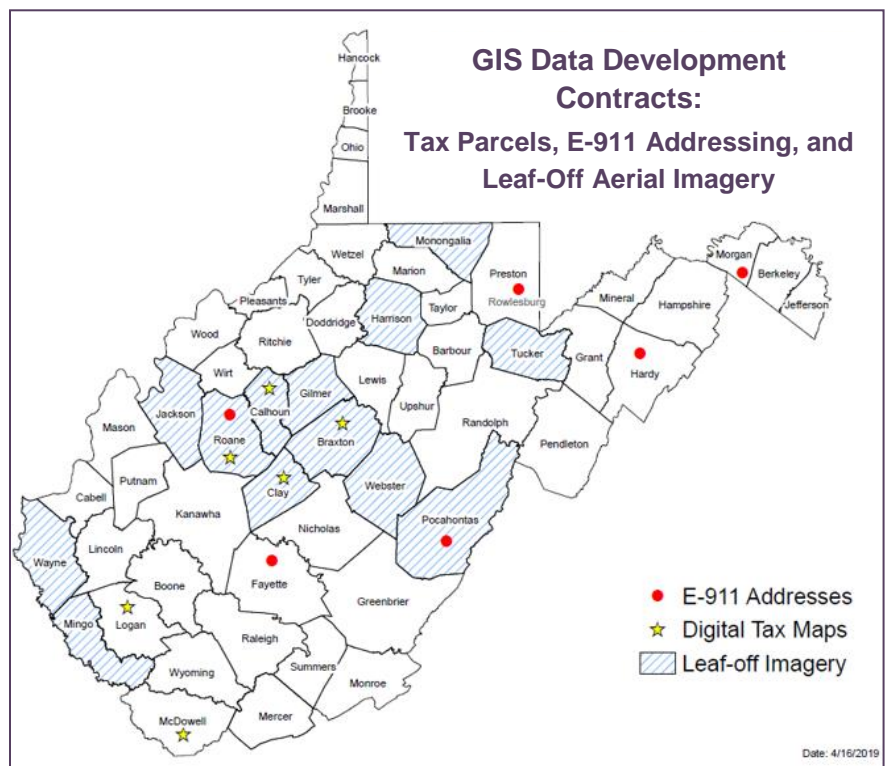 GIS Data Development
Contracts:
Tax Parcels, E-911 Addressing, and
Leaf-Off Aerial Imagery
Hancock
Brooke
Ohio
Marshall
Wetzel
Monongalia
Marion
Preston
Rowlesburg
Morgan
Berkeley
Jefferson
Mineral
Hampshire
Tyler
Pleasants
Doddridge
Harrison
Taylor
Wood
Ritchie
Barbour
Tucker
Grant
Hardy
Wirt
Calhoun
Gilmer
Lewis
Upshur
Randolph
Pendleton
Jackson
Mason
Roane
Braxton
Webster
Clay
Putnam
Cabell
Kanawha
Nicholas
Pocahontas
Wayne
Lincoln
Boone
Fayette
Greenbrier
Mingo
Logan
Raleigh
Wyoming
Summers
Monroe
McDowell
Mercer
E-911 Addresses
Digital Tax Maps
Leaf-off Imagery
Date: 4/16/2019